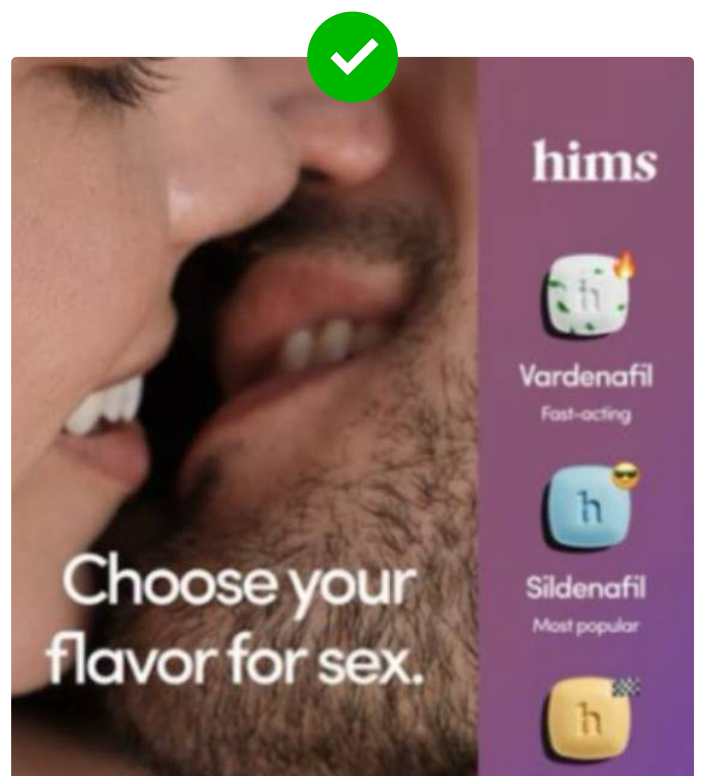 hims
Vardenafil
Fast-acting
Sildenafil
Most popular
Choose your
flavor for sex.
h
h
h